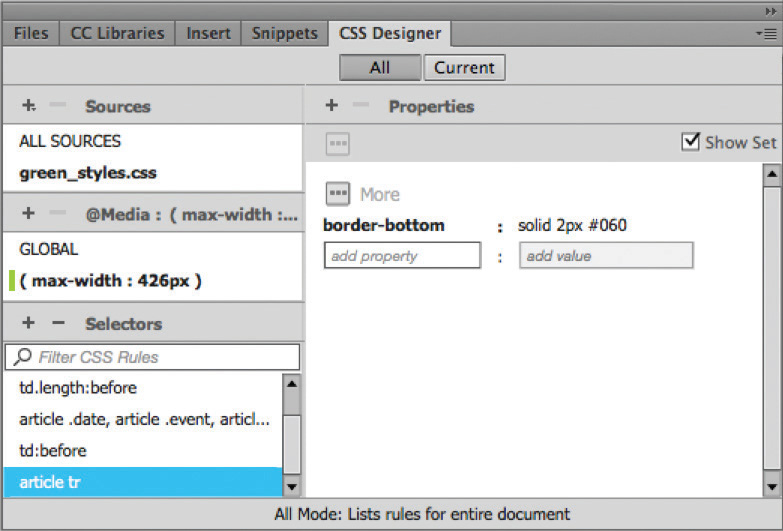 Files CC Libraries Insert Snippets CSS Designer
All Current
Sources
ALL SOURCES
green_styles.css
@Media : ( max-width :...
GLOBAL
( max-width : 426px )
Selectors
Filter CSS Rules
td.length:before
article .date, article .event, articl...
td:before
article tr
Properties
Show Set
More
border-bottom : solid 2px #060
add property : add value
All Mode: Lists rules for entire document